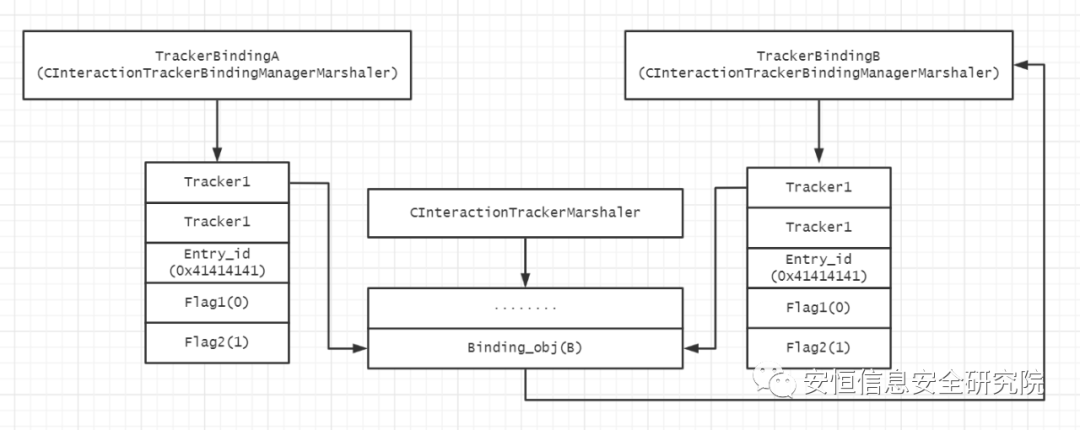 TrackerBindingA
(CInteractionTrackerBindingManagerMarshaler)
TrackerBindingB
(CInteractionTrackerBindingManagerMarshaler)
Tracker1
Tracker1
Entry_id
(0x41414141)
Flag1(0)
Flag2(1)
CInteractionTrackerMarshaler
........
Binding_obj(B)
Tracker1
Tracker1
Entry_id
(0x41414141)
Flag1(0)
Flag2(1)
安恒信息安全研究院